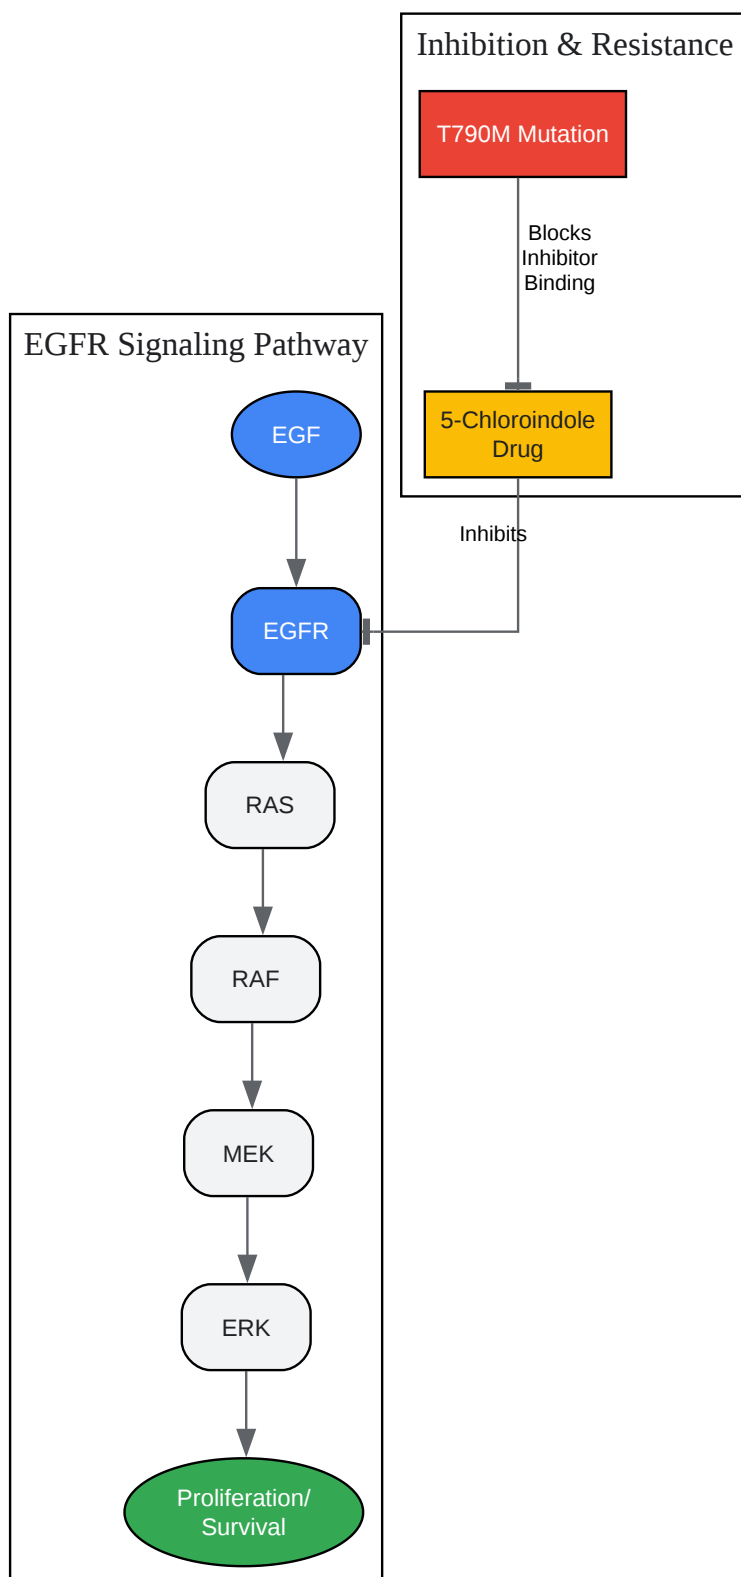 Inhibition & Resistance
T790M Mutation
Blocks
Inhibitor
Binding
5-Chloroindole
Drug
Inhibits
EGFR Signaling Pathway
EGF
EGFR
RAS
RAF
MEK
ERK
Proliferation/
Survival